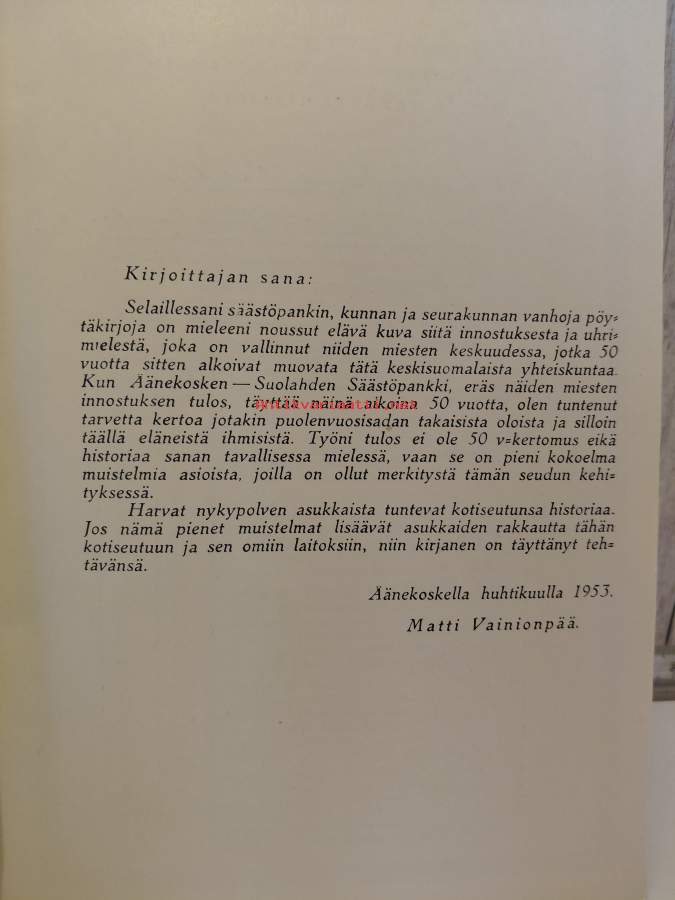 Kirjoittajan sana:
Selaillessani säästöpankin, kunnan ja seurakunnan vanhoja pöy=
täkirjoja on mieleeni noussut elävä kuva siitä innostuksesta ja uhri=
mielestä, joka on vallinnut niiden miesten keskuudessa, jotka 50
vuotta sitten alkoivat muovata tätä keskisuomalaista yhteiskuntaa.
Kun Äänekosken — Suolahden Säästöpankki, eräs näiden miesten
innostuksen tulos, täyttää näinä aikoina 50 vuotta, olen tuntenut
tarvetta kertoa jotakin puolenvuosisadan takaisista oloista ja silloin
täällä eläneistä ihmisistä. Työni tulos ei ole 50 v=kertomus eikä
historiaa sanan tavallisessa mielessä, vaan se on pieni kokoelma
muistelmia asioista, joilla on ollut merkitystä tämän seudun kehi=
tyksessä.
Harvat nykypolven asukkaista tuntevat kotiseutunsa historiaa.
Jos nämä pienet muistelmat lisäävät asukkaiden rakkautta tähän
kotiseutuun ja sen omiin laitoksiin, niin kirjanen on täyttänyt teh=
tävänsä.
Äänekoskella huhtikuulla 1953.
Matti Vainionpää.